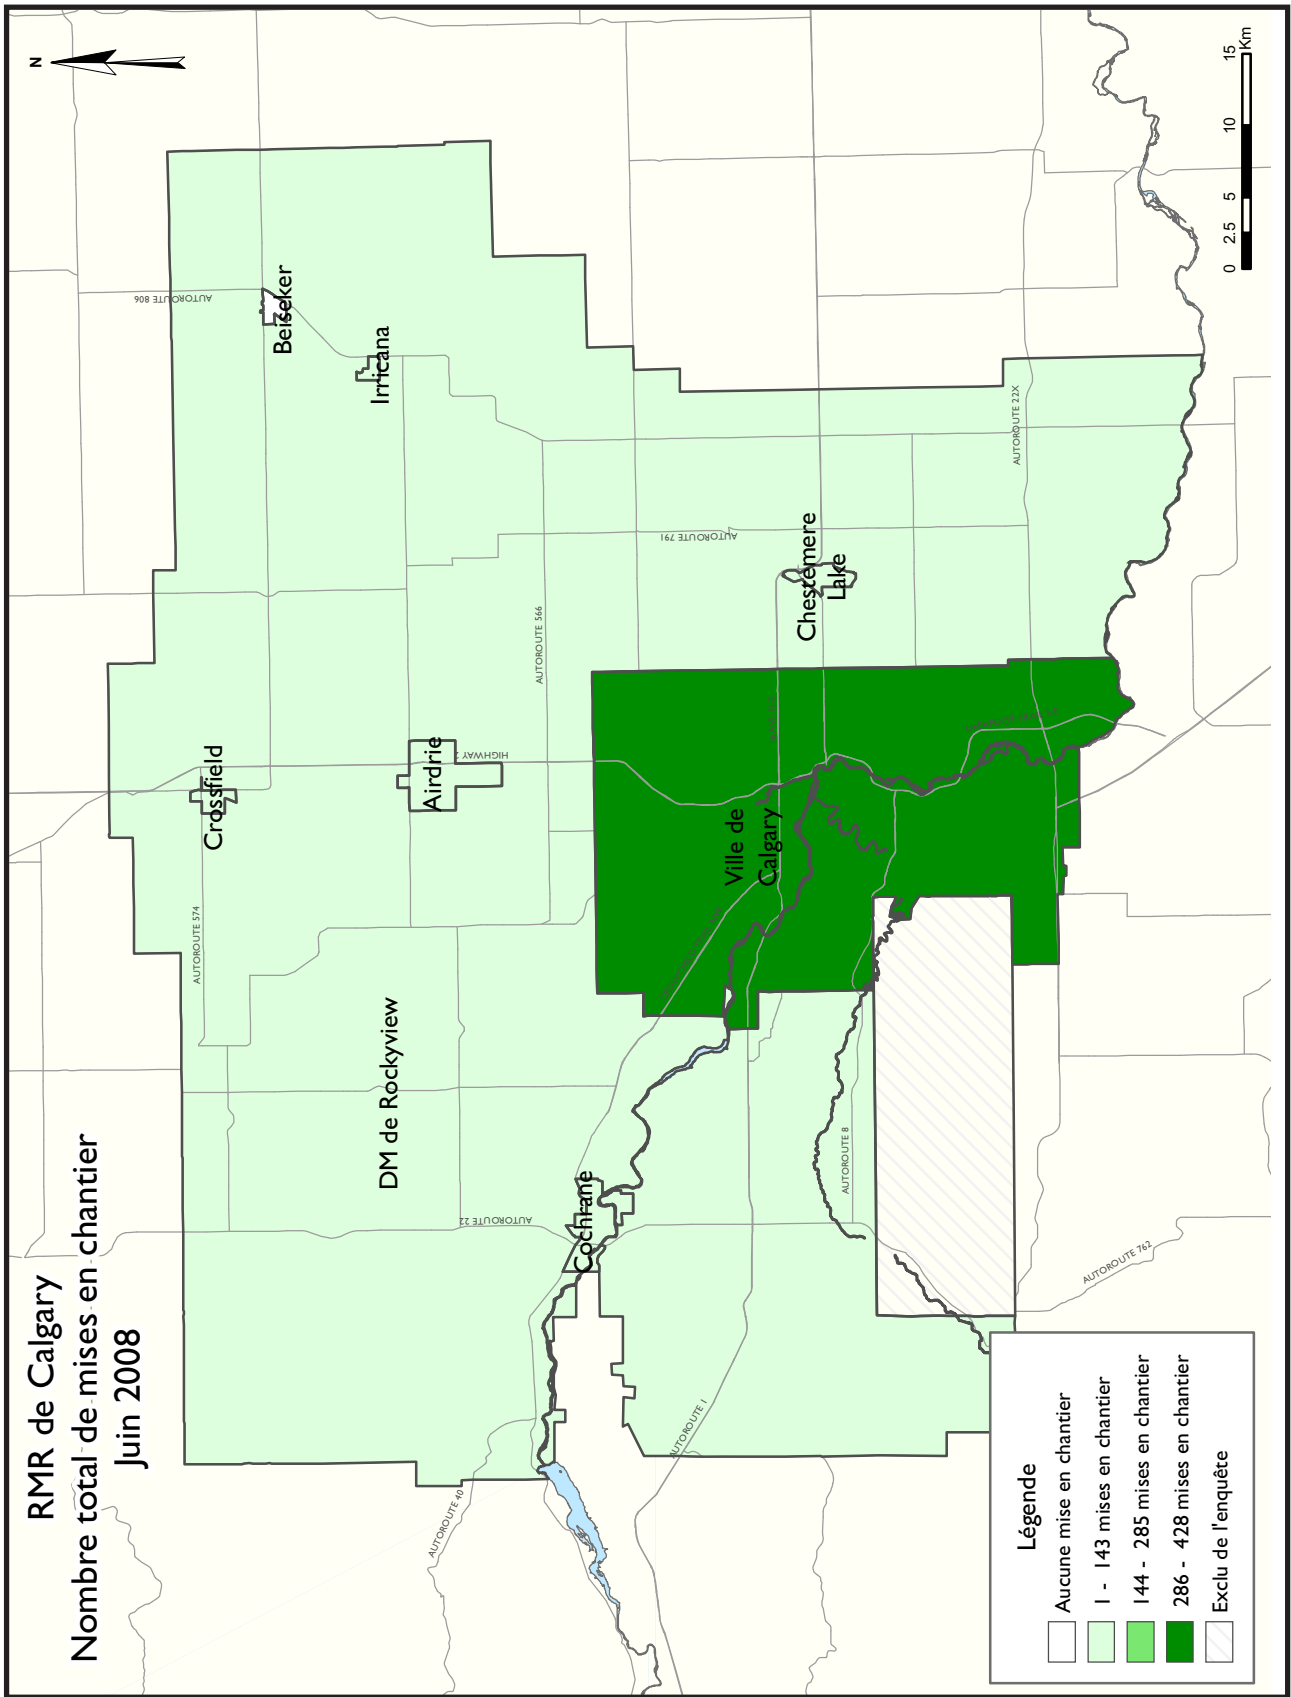 RMR de Calgary
Nombre total de mises en chantier
Juin 2008
N
AUTOROUTE 806
Beiseker
Irricana
Crossfield
AUTOROUTE 574
Airdrie
HIGHWAY
AUTOROUTE 566
DM de Rockyview
AUTOROUTE 22
Cochrane
AUTOROUTE 40
AUTOROUTE 1
AUTOROUTE 791
Chestemere
Lake
Ville de
Calgary
AUTOROUTE 8
AUTOROUTE 22X
AUTOROUTE 762
Légende
Aucune mise en chantier
1 - 143 mises en chantier
144 - 285 mises en chantier
286 - 428 mises en chantier
Exclu de l'enquête
0 2.5 5 10 15
Km